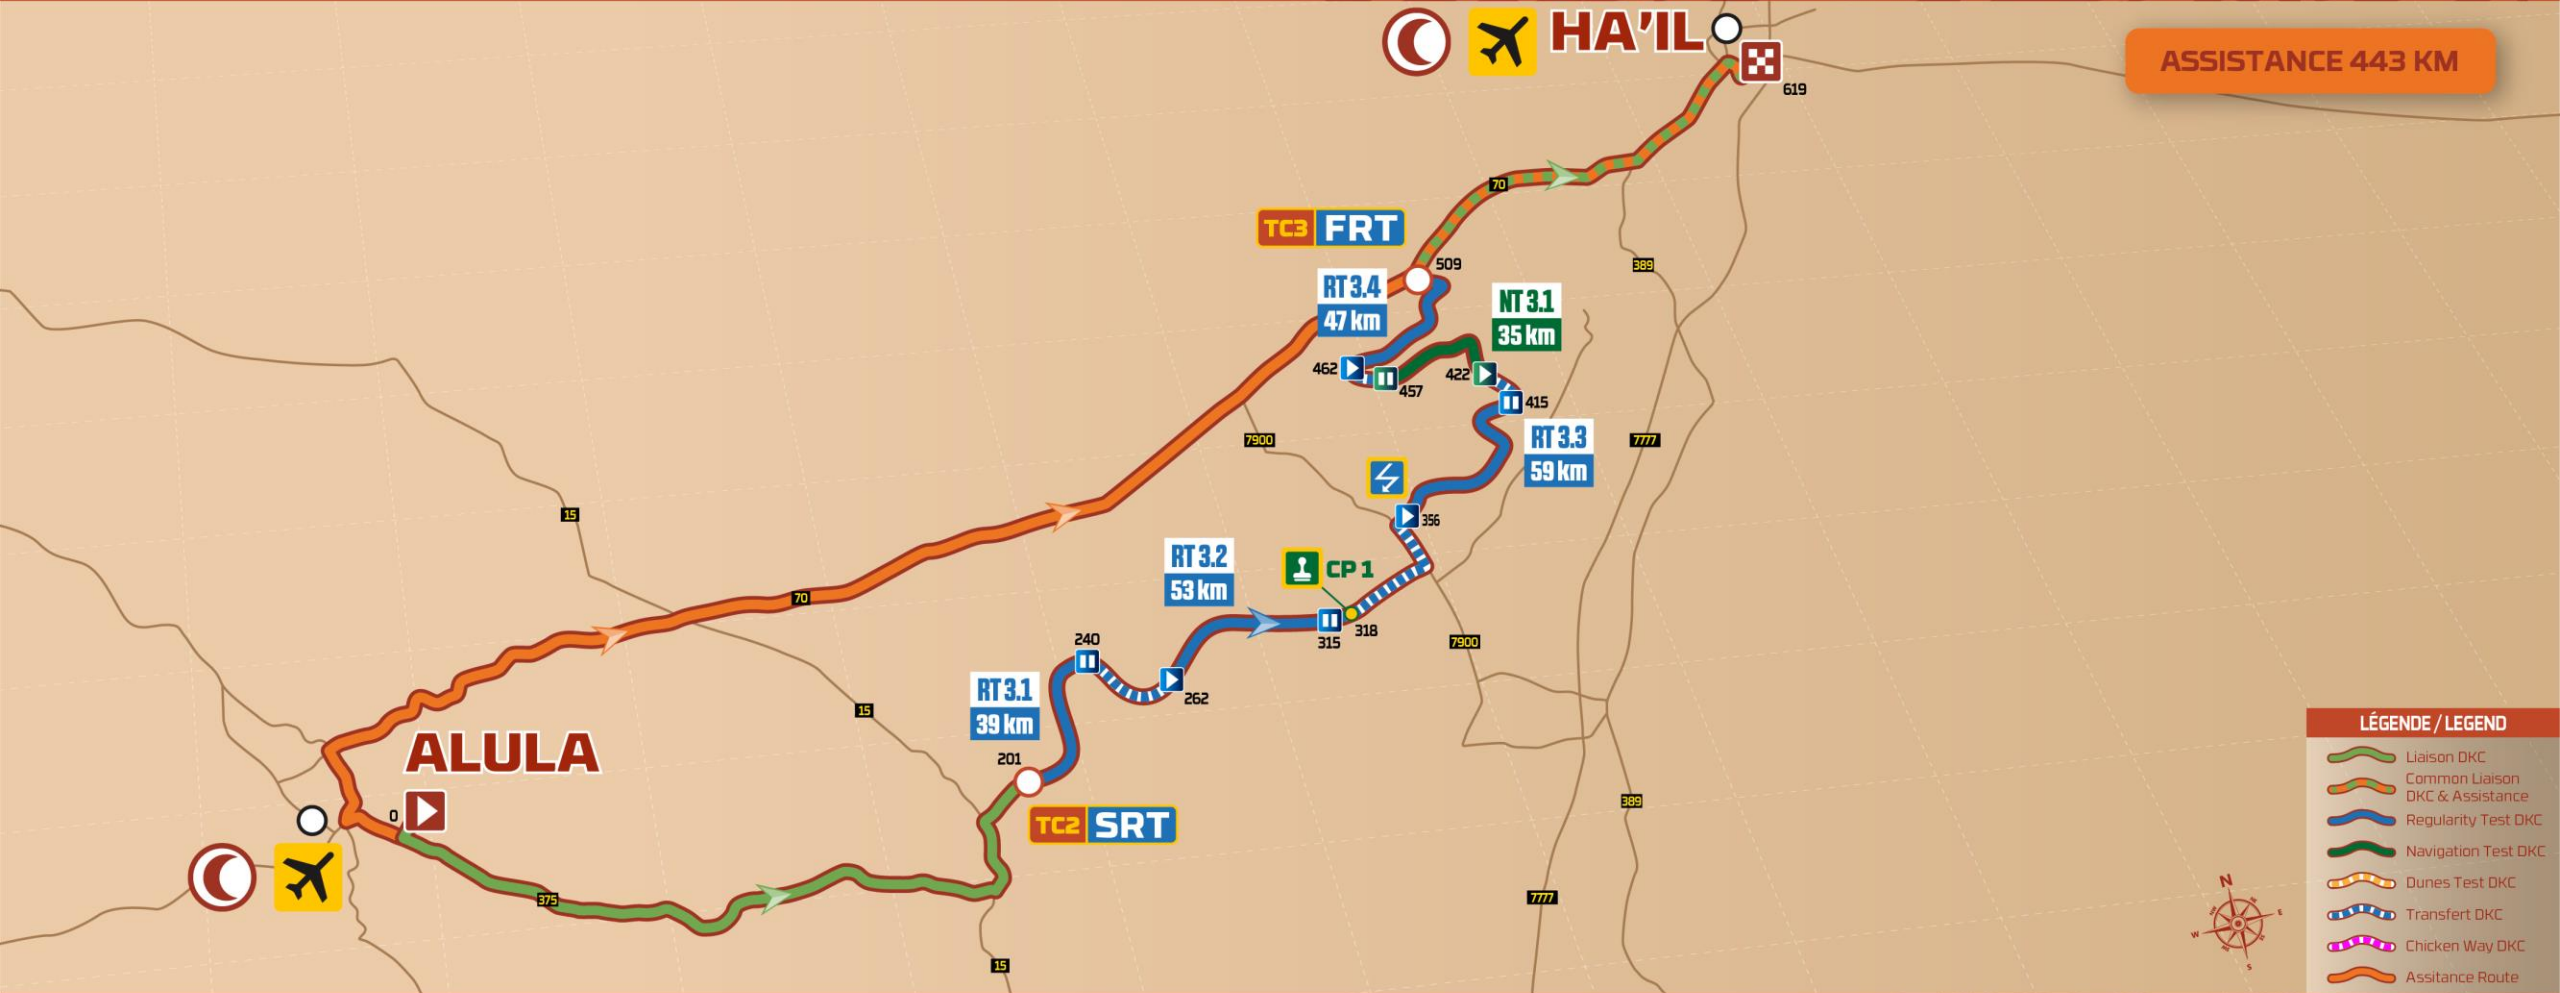 HA'IL
ASSISTANCE 443 KM
619
70
TC3 FRT
509
389
RT 3.4
47 km
NT 3.1
35 km
462
457
422
415
7900
RT 3.3
59 km
7777
15
356
RT 3.2
53 km
CP 1
70
315
318
240
7900
262
RT 3.1
39 km
15
201
ALULA
0
TC2 SRT
389
375
7777
15
LÉGENDE / LEGEND
Liaison DKC
Common Liaison
DKC & Assistance
Regularity Test DKC
Navigation Test DKC
Dunes Test DKC
Transfert DKC
Chicken Way DKC
Assitance Route
N
E
W
S